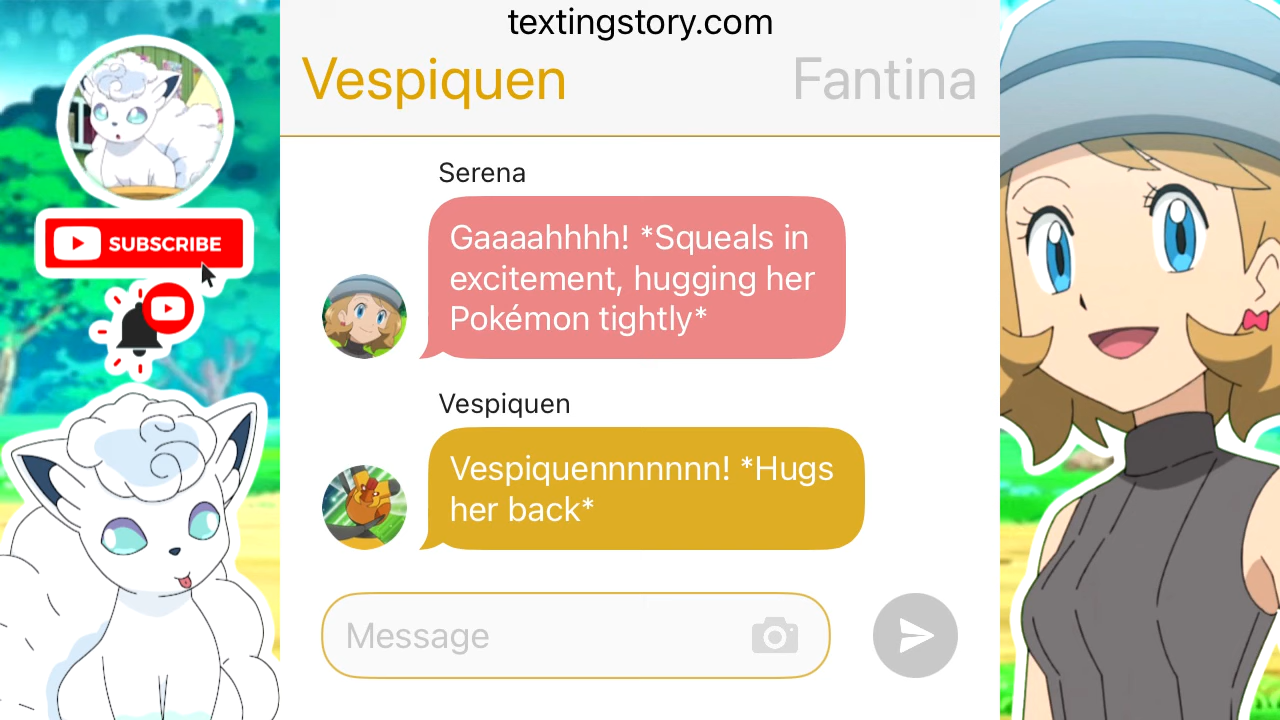 textingstory.com
Vespiquen
Fantina
Serena
Gaaaahhhh! *Squeals in
excitement, hugging her
Pokémon tightly*
SUBSCRIBE
Vespiquen
Vespiquennnnnnn! *Hugs
her back*
Message